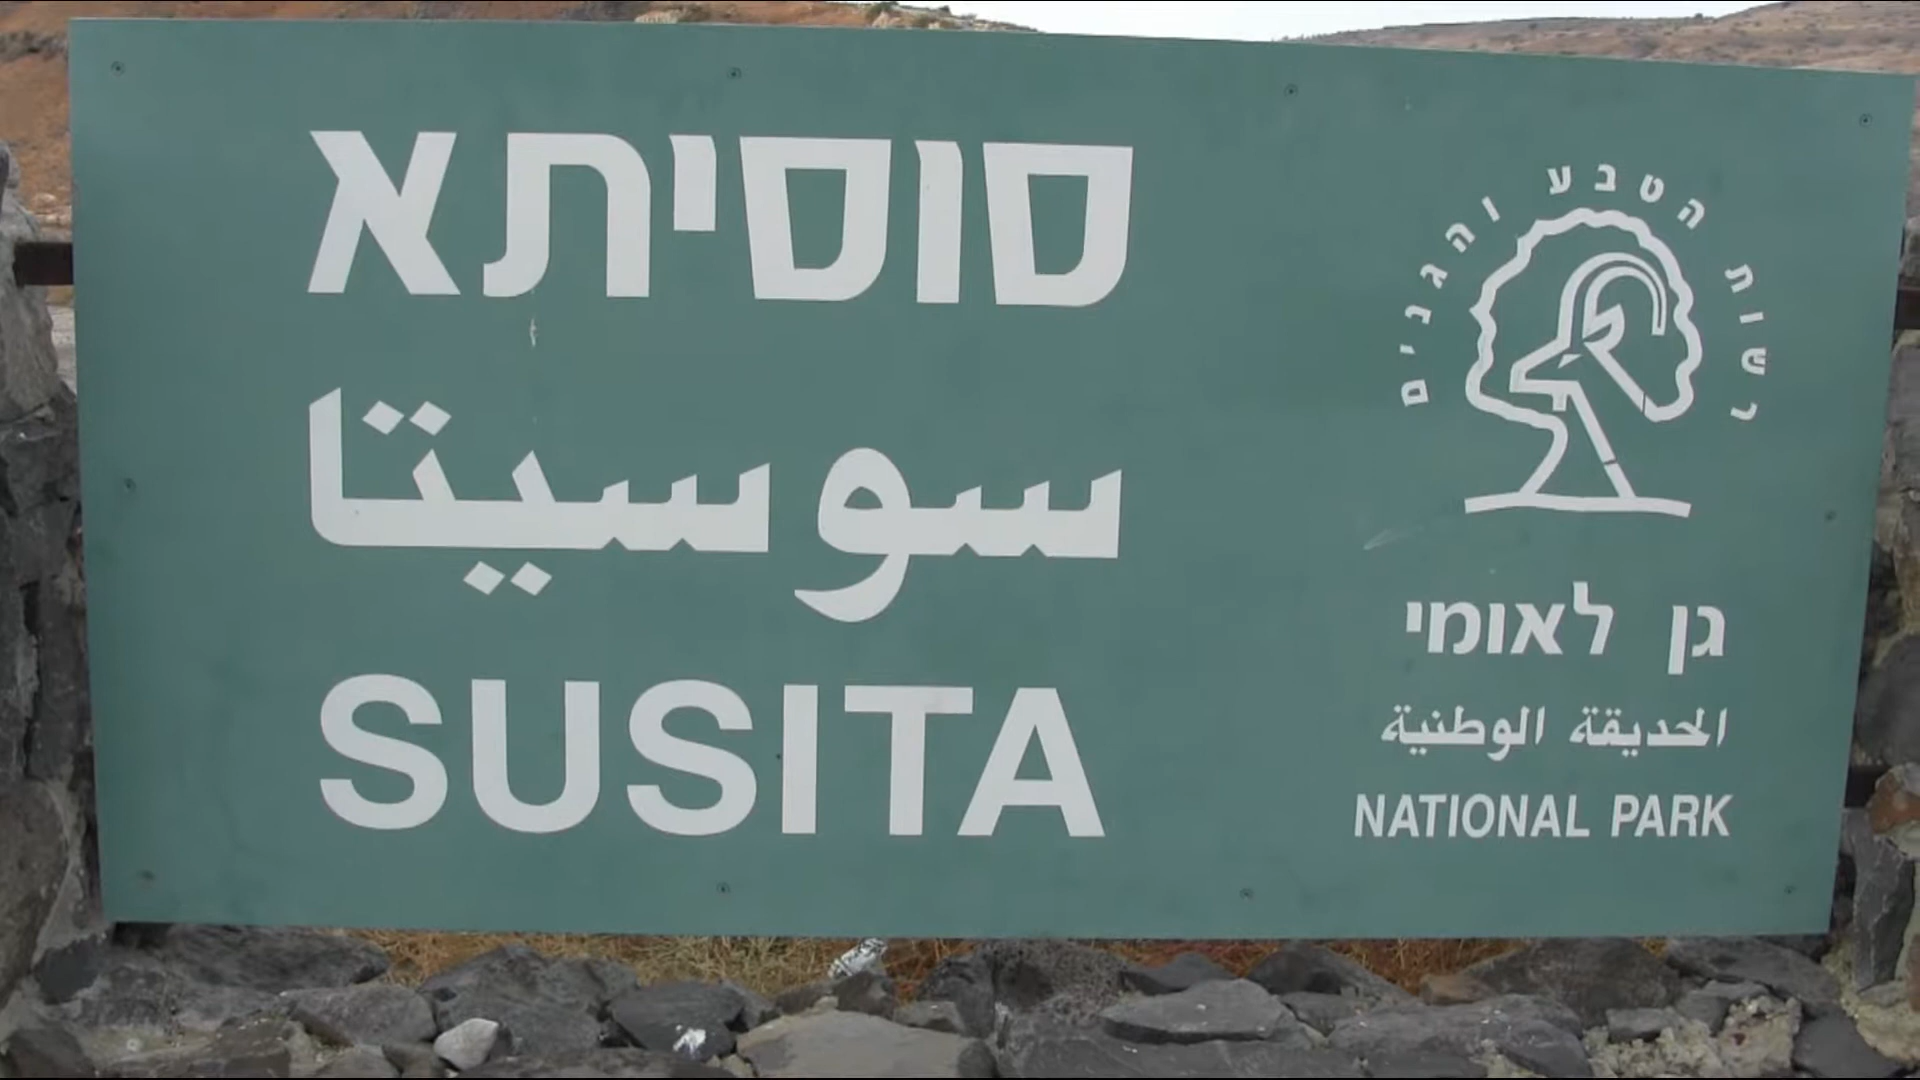 סוסיתא
سوسيتا
SUSITA
רשות הטבע והגנים
גן לאומי
الحديقة الوطنية
NATIONAL PARK